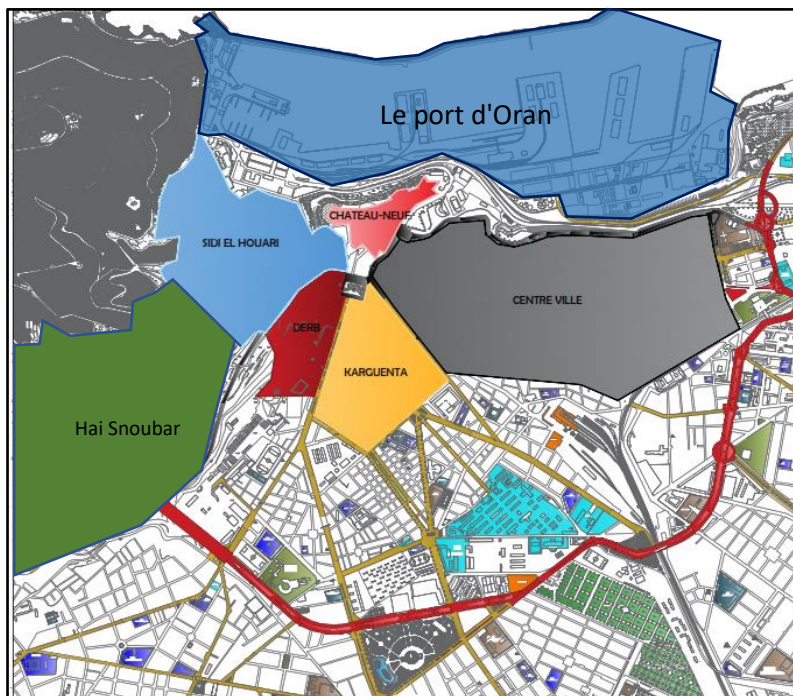 Le port d'Oran
CHATEAU-NEUF
SIDI EL HOUARI
CENTRE VILLE
DERB
KARGUENTA
Hai Snoubar